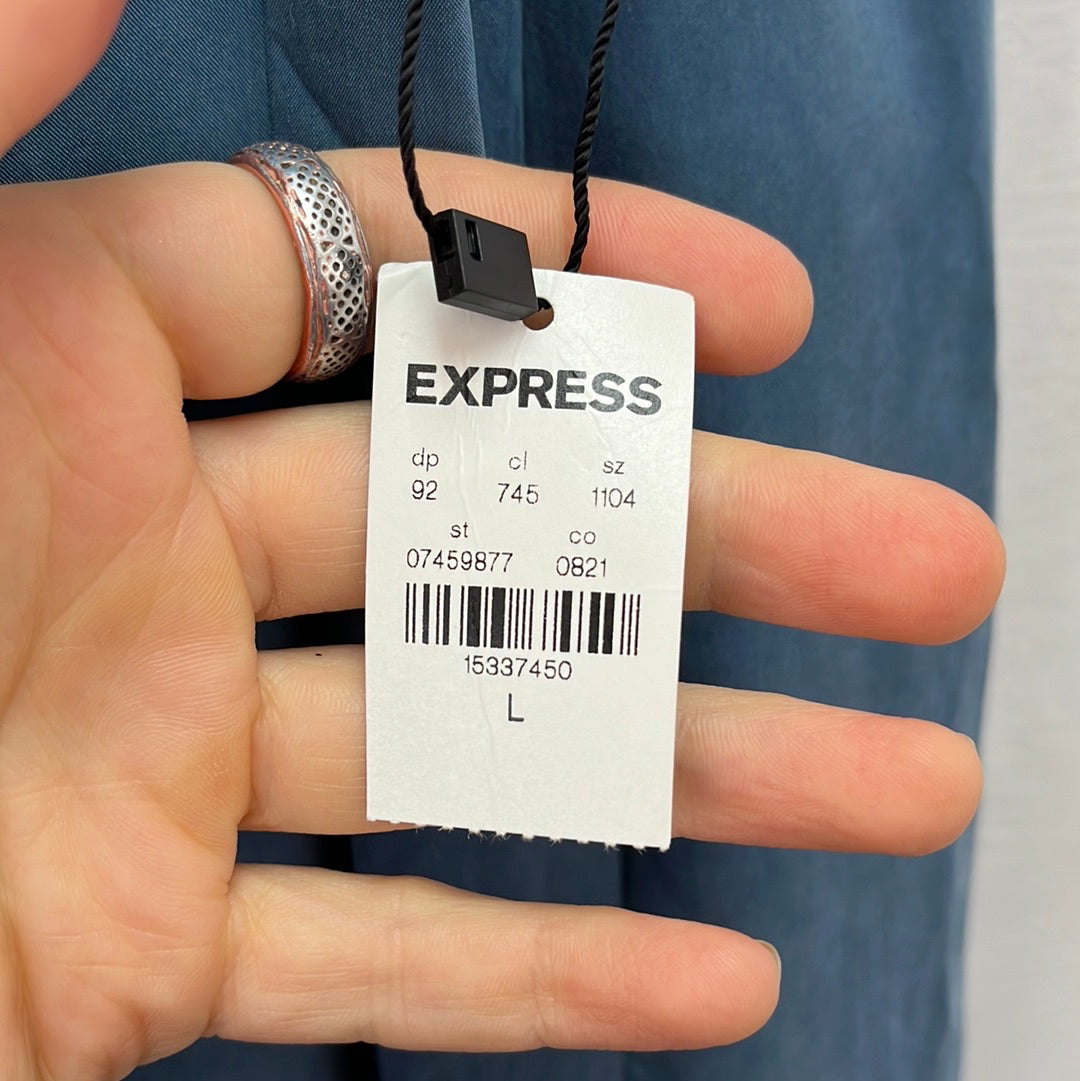 EXPRESS
dp cl sz
92 745 1104
st co
07459877 0821
15337450
L